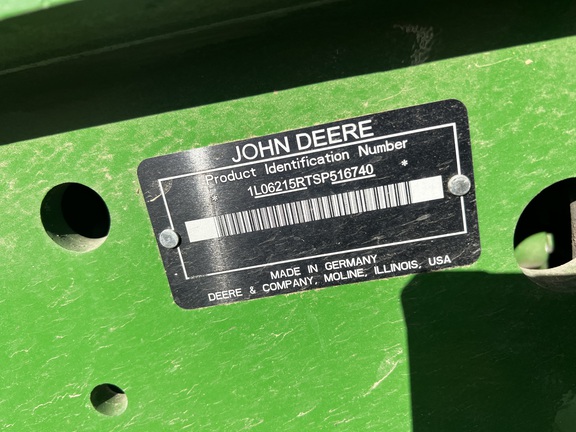 JOHN DEERE
Product Identification Number
* 1L06215RTSP516740 *
MADE IN GERMANY
DEERE & COMPANY, MOLINE, ILLINOIS, USA